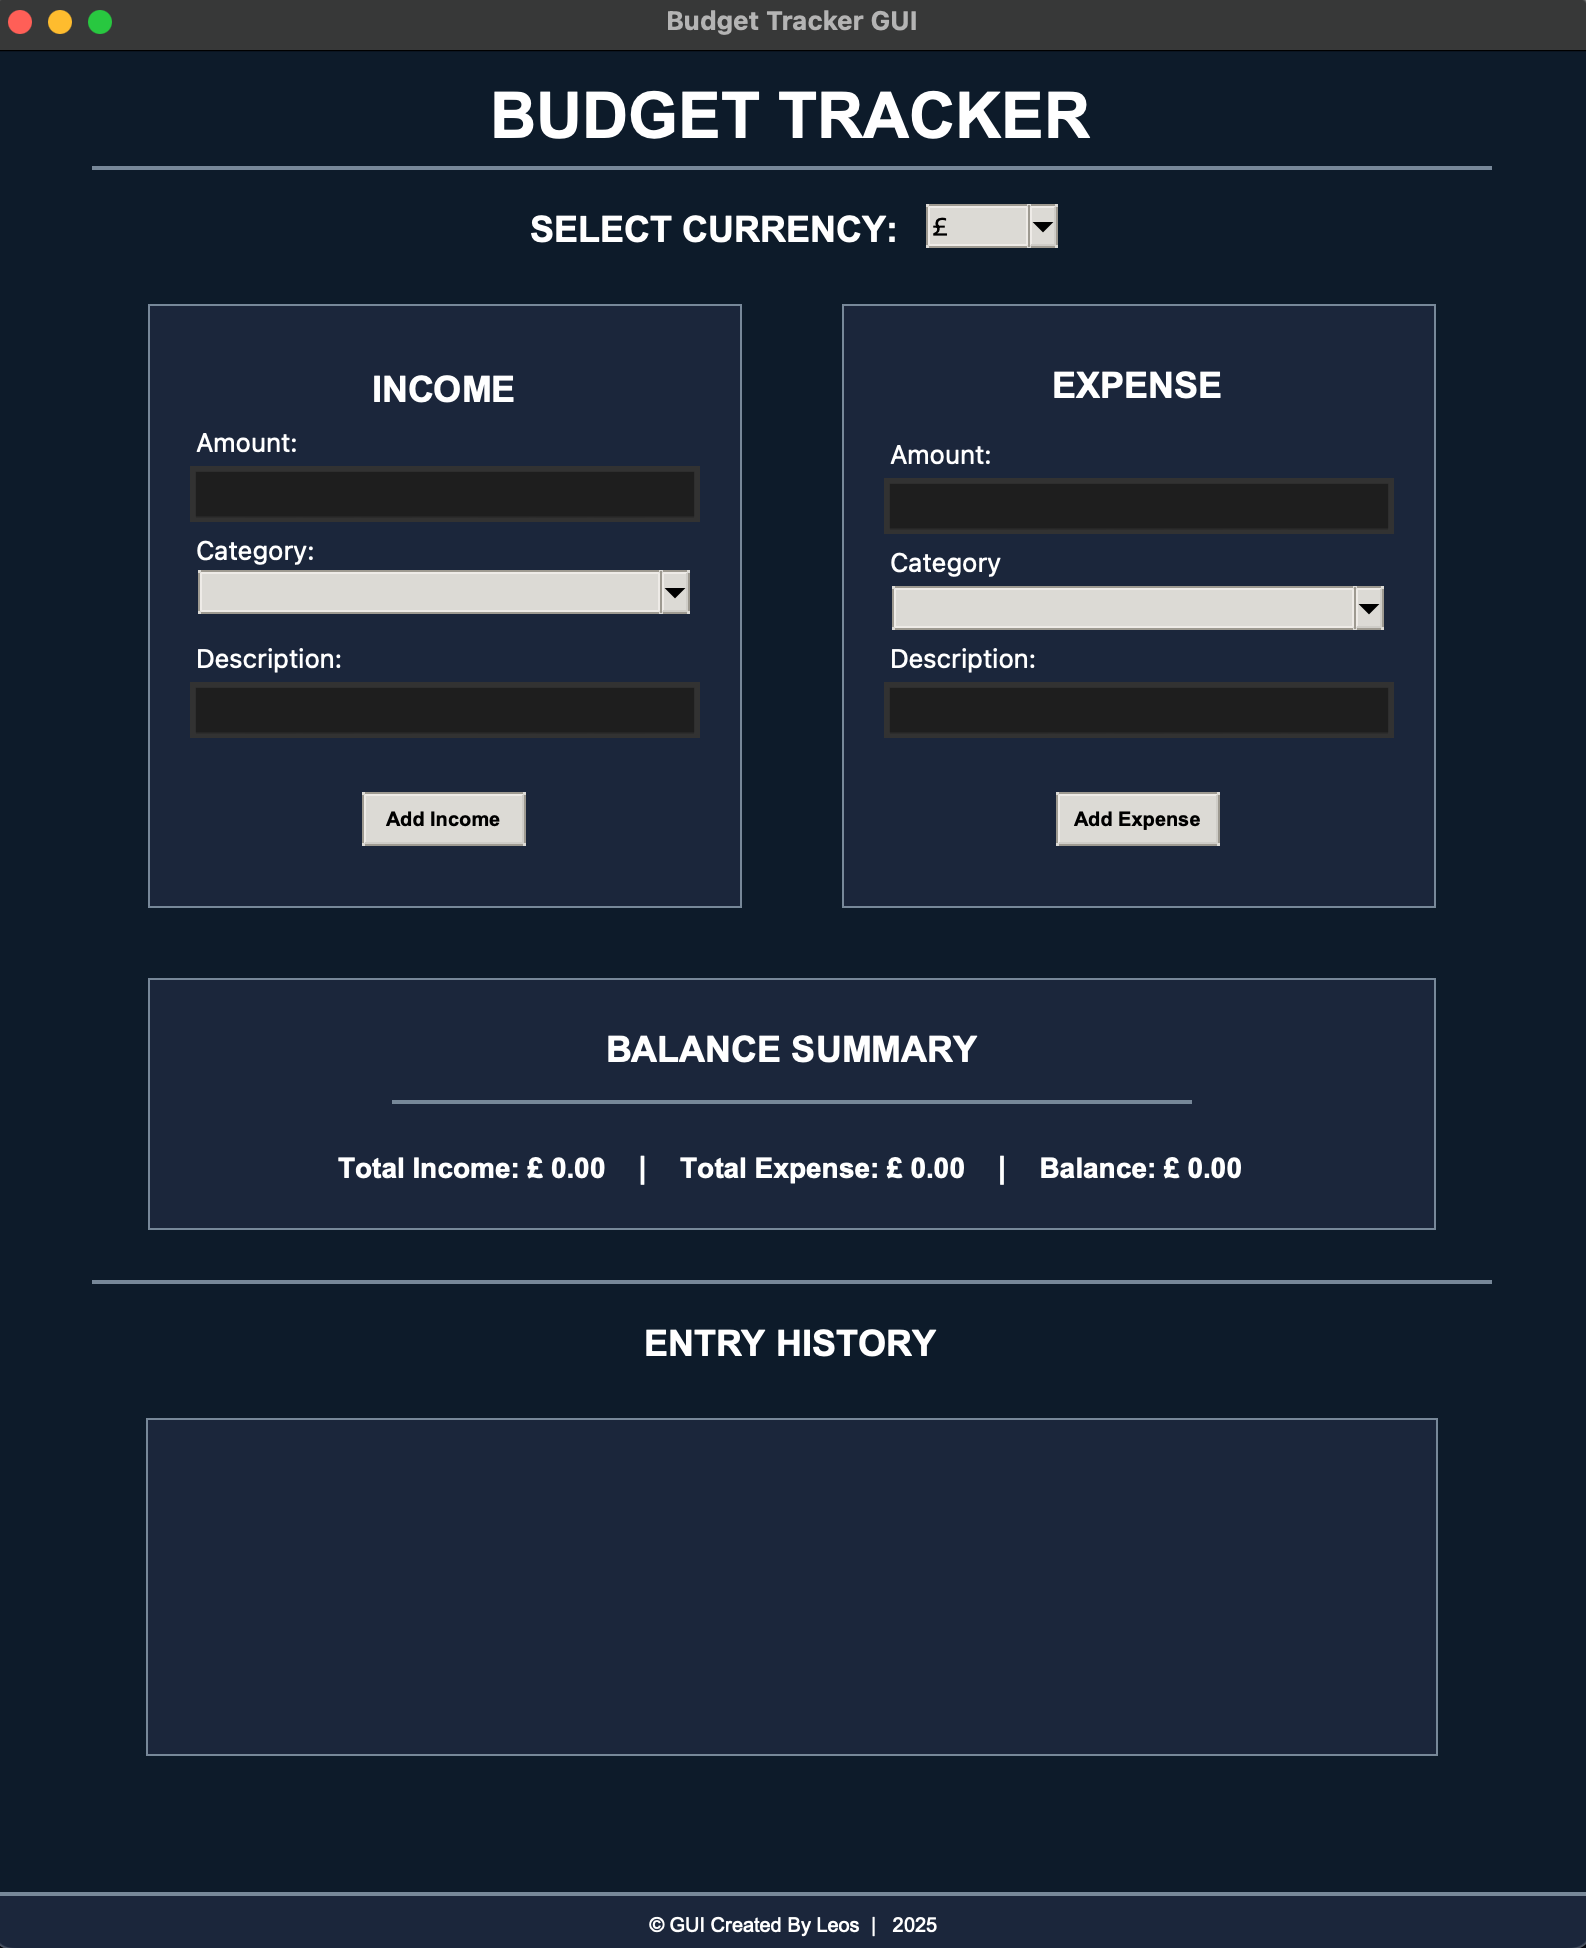 Budget Tracker GUI
BUDGET TRACKER
SELECT CURRENCY: £
INCOME
Amount:
Category:
Description:
Add Income
EXPENSE
Amount:
Category
Description:
Add Expense
BALANCE SUMMARY
Total Income: £ 0.00 | Total Expense: £ 0.00 | Balance: £ 0.00
ENTRY HISTORY
© GUI Created By Leos | 2025